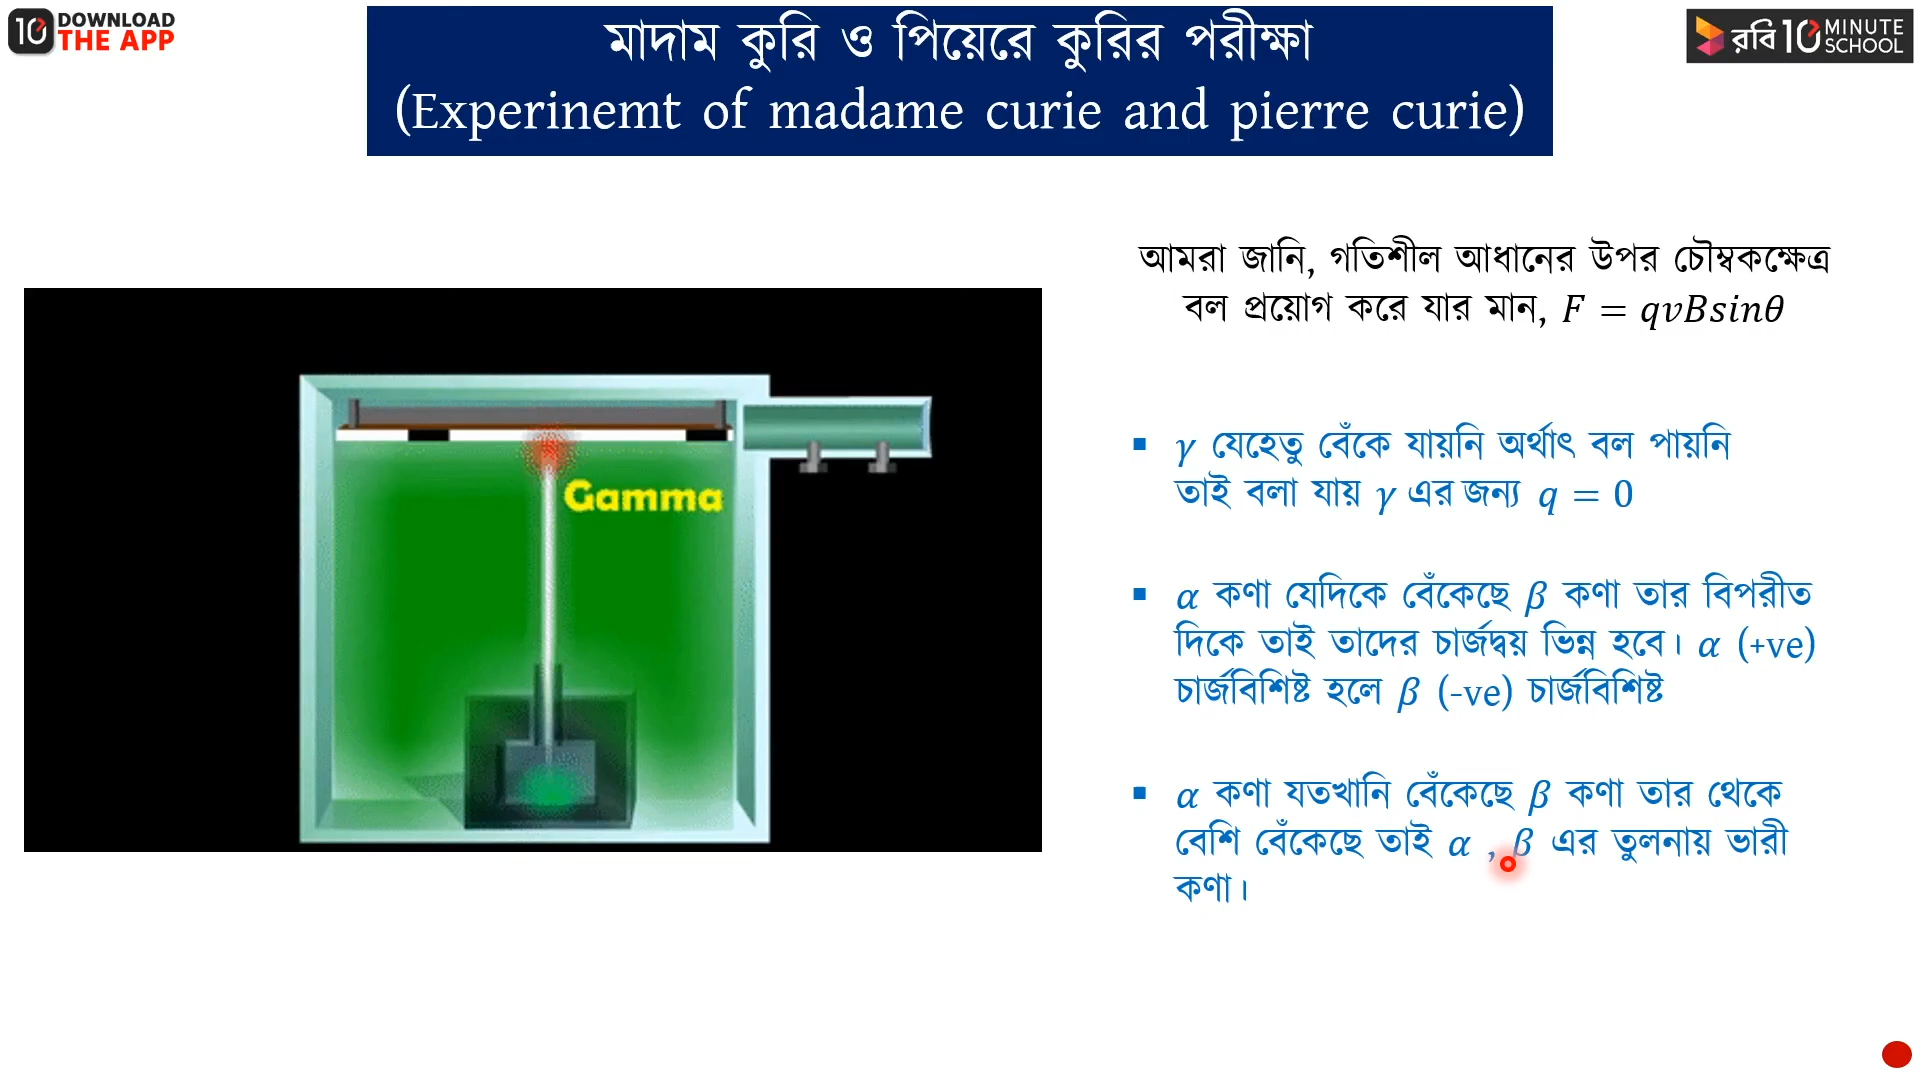 10 DOWNLOAD
THE APP
মাদাম কুরি ও পিয়েরে কুরির পরীক্ষা
(Experinemt of madame curie and pierre curie)
রবি 10 MINUTE
SCHOOL
আমরা জানি, গতিশীল আধানের উপর চৌম্বকক্ষেত্র
বল প্রয়োগ করে যার মান, F = qvBsinθ
Gamma
▪ γ যেহেতু বেঁকে যায়নি অর্থাৎ বল পায়নি
তাই বলা যায় γ এর জন্য q = 0
▪ α কণা যেদিকে বেঁকেছে β কণা তার বিপরীত
দিকে তাই তাদের চার্জদ্বয় ভিন্ন হবে। α (+ve)
চার্জবিশিষ্ট হলে β (-ve) চার্জবিশিষ্ট
▪ α কণা যতখানি বেঁকেছে β কণা তার থেকে
বেশি বেঁকেছে তাই α , β এর তুলনায় ভারী
কণা।